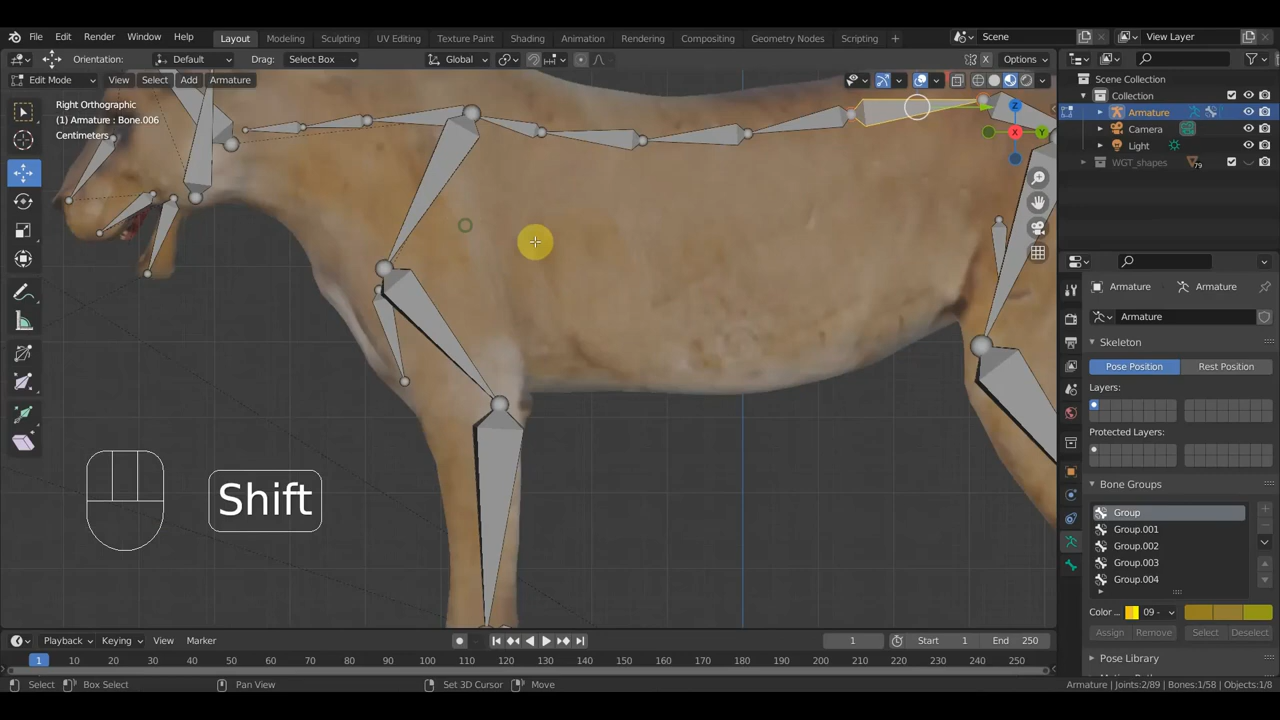 File Edit Render Window Help Layout Modeling Sculpting UV Editing Texture Paint Shading Animation Rendering Compositing Geometry Nodes Scripting + Scene View Layer
Orientation: Default Drag: Select Box Global X Options
Edit Mode View Select Add Armature
Right Orthographic
(1) Armature : Bone.006
Centimeters
Z
X
Y
Shift
Scene Collection
Collection
Armature
Camera
Light
WGT_shapes 79
Armature Armature
Armature
Skeleton
Pose Position Rest Position
Layers:
Protected Layers:
Bone Groups
Group
Group.001
Group.002
Group.003
Group.004
Color ... 09 -
Assign Remove Select Deselect
Pose Library
Playback Keying View Marker 1 Start 1 End 250
1 10 20 30 40 50 60 70 80 90 100 110 120 130 140 150 160 170 180 190 200 210 220 230 240 250
Select Box Select Pan View Set 3D Cursor Move Armature | Joints:2/89 | Bones:1/58 | Objects:1/8